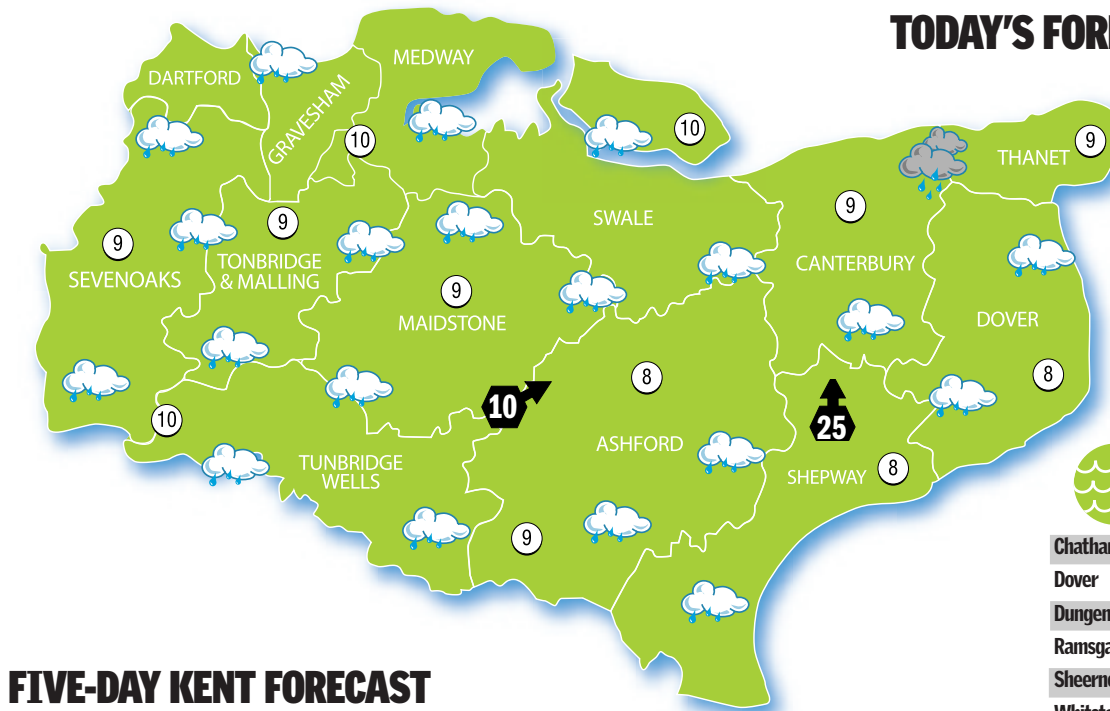 TODAY'S
DARTFORD
MEDWAY
GRAVESHAM
10
10
THANET
9
9
9
9
SWALE
SEVENOAKS
TONBRIDGE
& MALLING
CANTERBURY
9
MAIDSTONE
DOVER
8
8
10
10
25
ASHFORD
TUNBRIDGE
WELLS
SHEPWAY
8
9
Dover
FIVE-DAY KENT FORECAST